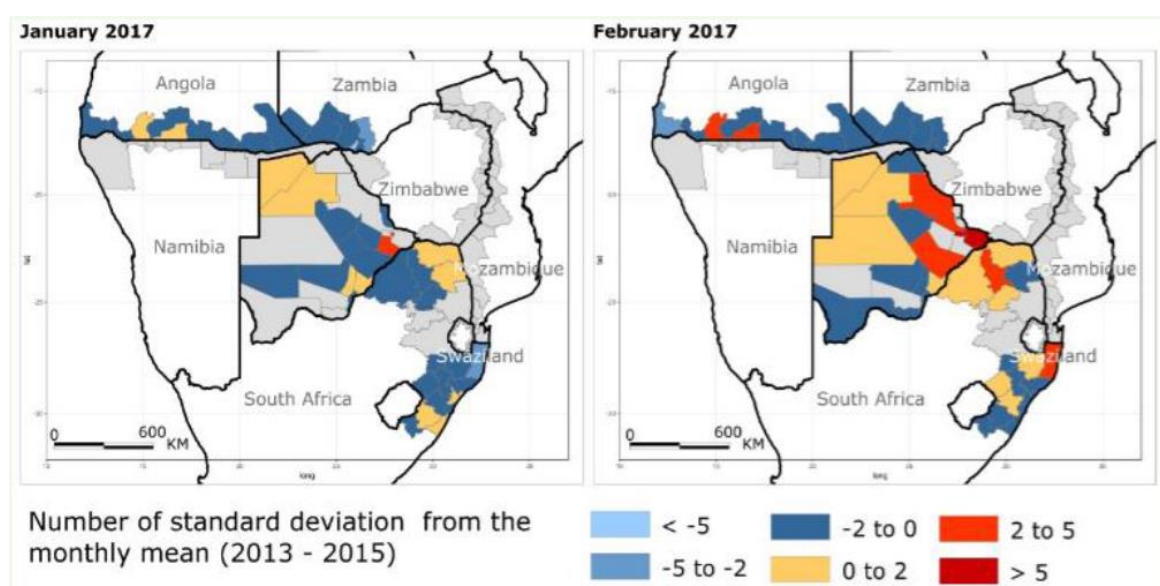 January 2017
February 2017
Angola
Zambia
Zimbabwe
Namibia
Mozambique
Swaziland
South Africa
0 600
KM
long
Angola
Zambia
Zimbabwe
Namibia
Mozambique
Swaziland
South Africa
0 600
KM
long
Number of standard deviation from the
monthly mean (2013 - 2015)
< -5
-2 to 0
2 to 5
-5 to -2
0 to 2
> 5